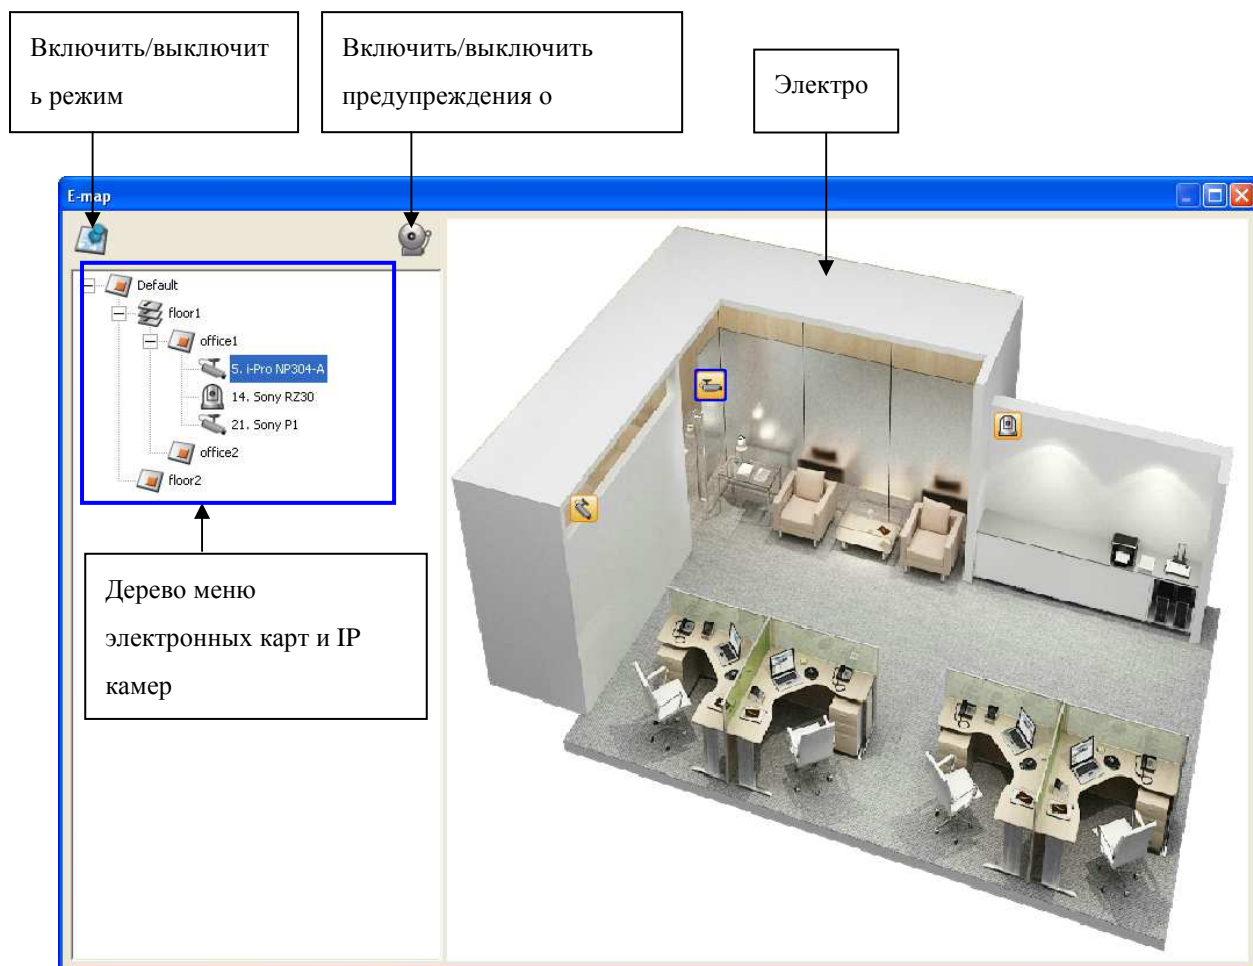 Включить/выключит
ь режим
Включить/выключить
предупреждения о
Электро
E-map
Default
floor1
office1
5. i-Pro NP304-A
14. Sony RZ30
21. Sony P1
office2
floor2
Дерево меню
электронных карт и IP
камер